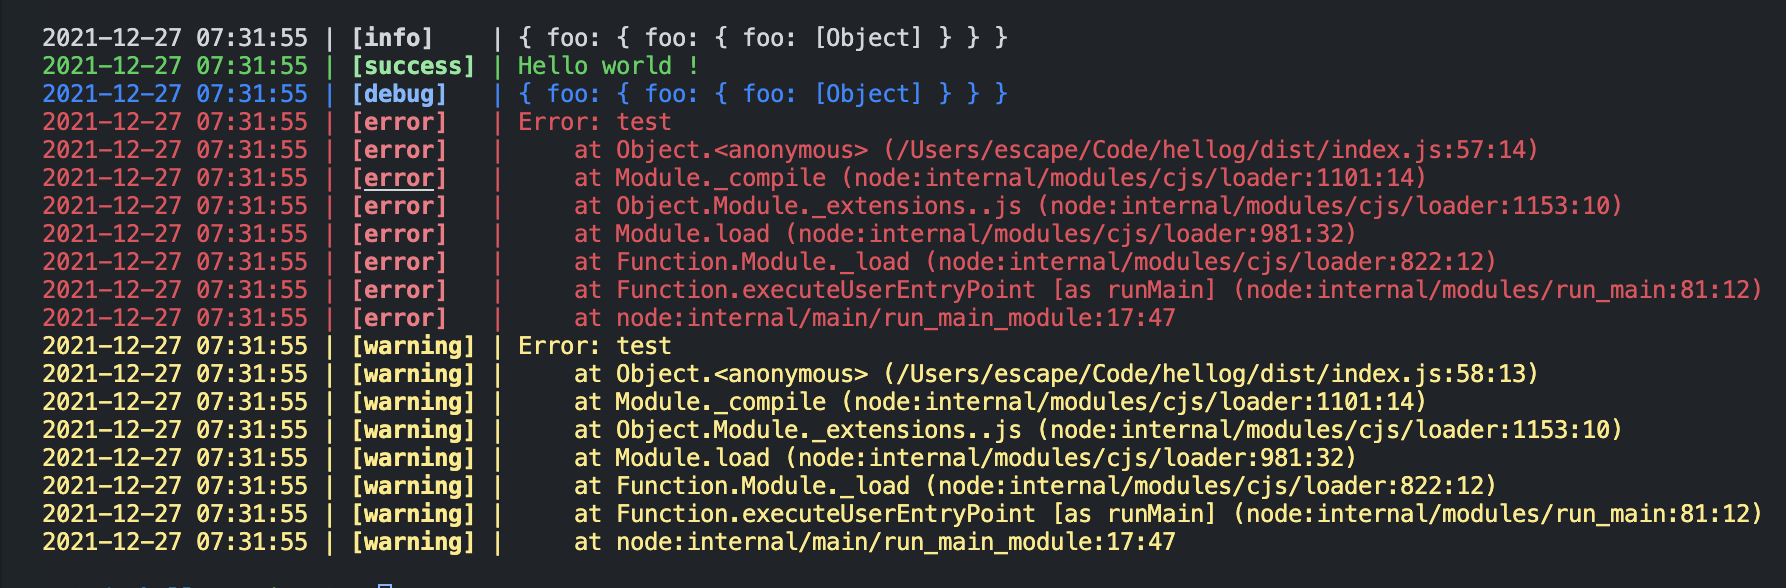 2021-12-27 07:31:55 | [info]    | { foo: { foo: { foo: [Object] } } }
2021-12-27 07:31:55 | [success] | Hello world !
2021-12-27 07:31:55 | [debug]   | { foo: { foo: { foo: [Object] } } }
2021-12-27 07:31:55 | [error]   | Error: test
2021-12-27 07:31:55 | [error]   |     at Object.<anonymous> (/Users/escape/Code/hellog/dist/index.js:57:14)
2021-12-27 07:31:55 | [error]   |     at Module._compile (node:internal/modules/cjs/loader:1101:14)
2021-12-27 07:31:55 | [error]   |     at Object.Module._extensions..js (node:internal/modules/cjs/loader:1153:10)
2021-12-27 07:31:55 | [error]   |     at Module.load (node:internal/modules/cjs/loader:981:32)
2021-12-27 07:31:55 | [error]   |     at Function.Module._load (node:internal/modules/cjs/loader:822:12)
2021-12-27 07:31:55 | [error]   |     at Function.executeUserEntryPoint [as runMain] (node:internal/modules/run_main:81:12)
2021-12-27 07:31:55 | [error]   |     at node:internal/main/run_main_module:17:47
2021-12-27 07:31:55 | [warning] | Error: test
2021-12-27 07:31:55 | [warning] |     at Object.<anonymous> (/Users/escape/Code/hellog/dist/index.js:58:13)
2021-12-27 07:31:55 | [warning] |     at Module._compile (node:internal/modules/cjs/loader:1101:14)
2021-12-27 07:31:55 | [warning] |     at Object.Module._extensions..js (node:internal/modules/cjs/loader:1153:10)
2021-12-27 07:31:55 | [warning] |     at Module.load (node:internal/modules/cjs/loader:981:32)
2021-12-27 07:31:55 | [warning] |     at Function.Module._load (node:internal/modules/cjs/loader:822:12)
2021-12-27 07:31:55 | [warning] |     at Function.executeUserEntryPoint [as runMain] (node:internal/modules/run_main:81:12)
2021-12-27 07:31:55 | [warning] |     at node:internal/main/run_main_module:17:47